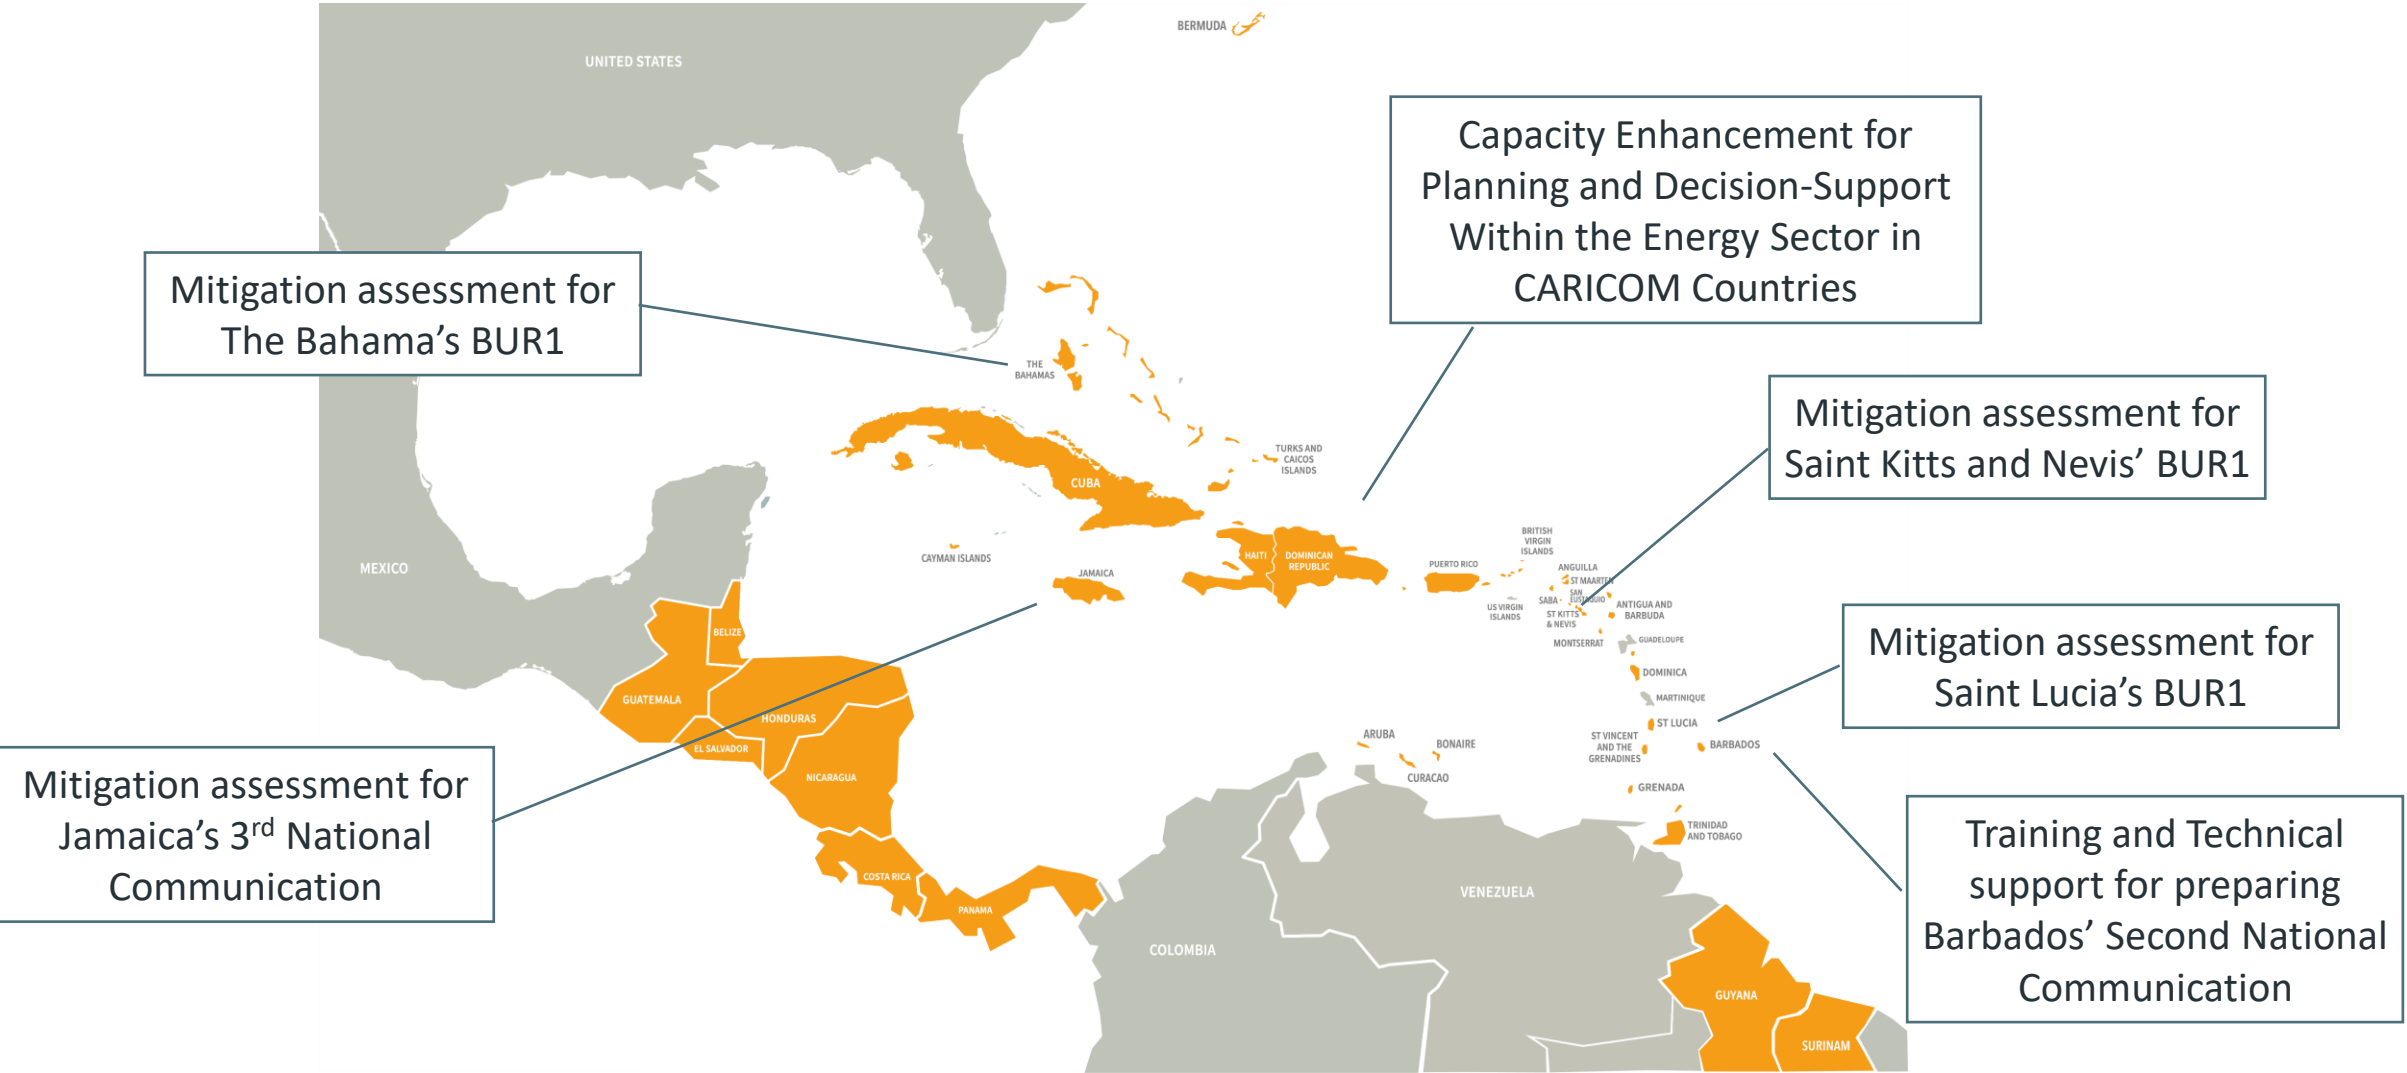 BERMUDA
UNITED STATES
Capacity Enhancement for
Planning and Decision-Support
Within the Energy Sector in
CARICOM Countries
Mitigation assessment for
The Bahama’s BUR1
THE
BAHAMAS
Mitigation assessment for
Saint Kitts and Nevis’ BUR1
TURKS AND
CAICOS
ISLANDS
CUBA
BRITISH
VIRGIN
ISLANDS
CAYMAN ISLANDS
HAITI
DOMINICAN
REPUBLIC
PUERTO RICO
ANGUILLA
MEXICO
JAMAICA
ST MAARTEN
SAN
EUSTAQUIO
SABA
US VIRGIN
ISLANDS
ST KITTS
& NEVIS
ANTIGUA AND
BARBUDA
BELIZE
MONTSERRAT
GUADELOUPE
Mitigation assessment for
Saint Lucia’s BUR1
DOMINICA
GUATEMALA
MARTINIQUE
HONDURAS
ST LUCIA
EL SALVADOR
ARUBA
BONAIRE
CURACAO
ST VINCENT
AND THE
GRENADINES
BARBADOS
NICARAGUA
Mitigation assessment for
Jamaica’s 3rd National
Communication
GRENADA
TRINIDAD
AND TOBAGO
Training and Technical
support for preparing
Barbados’ Second National
Communication
COSTA RICA
PANAMA
VENEZUELA
COLOMBIA
GUYANA
SURINAM